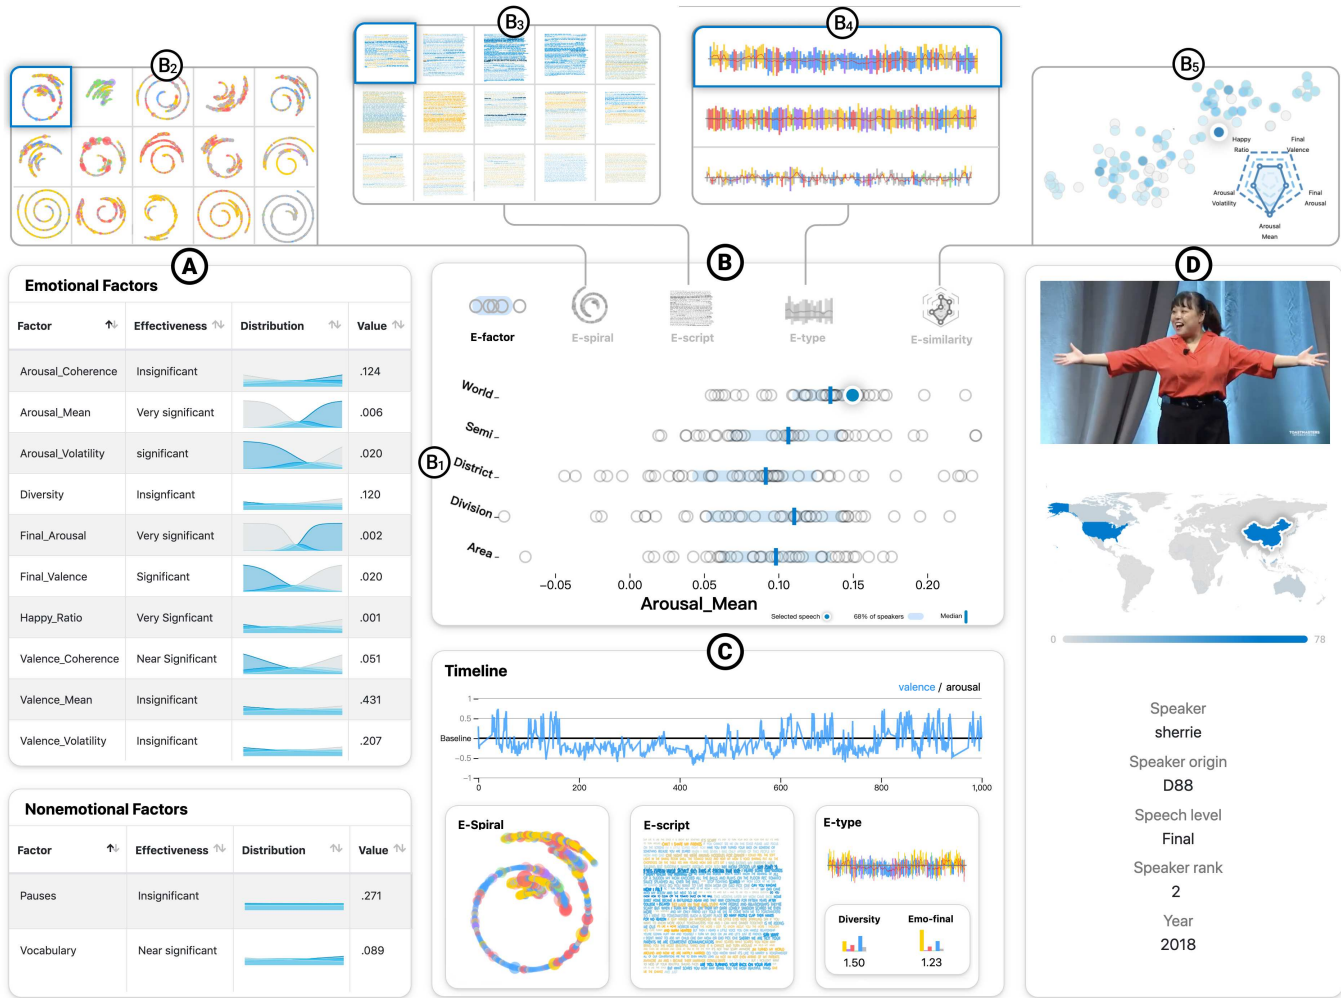 B2
B3
B4
B5
Happy
Ratio
Final
Valence
Arousal
Volatility
Final
Arousal
Arousal
Mean
A
Emotional Factors
Factor Effectiveness Distribution Value
Arousal_Coherence Insignificant .124
Arousal_Mean Very significant .006
Arousal_Volatility significant .020
Diversity Insignficant .120
Final_Arousal Very significant .002
Final_Valence Significant .020
Happy_Ratio Very Signficant .001
Valence_Coherence Near Significant .051
Valence_Mean Insignificant .431
Valence_Volatility Insignificant .207
Nonemotional Factors
Factor Effectiveness Distribution Value
Pauses Insignificant .271
Vocabulary Near significant .089
B
E-factor E-spiral E-script E-type E-similarity
B1
World
Semi
District
Division
Area
−0.05 0.00 0.05 0.10 0.15 0.20
Arousal_Mean
Selected speech 66% of speakers Median
C
Timeline
valence / arousal
1
0.5
Baseline
−0.5
−1
0 200 400 600 800 1,000
E-Spiral
E-script
E-type
Diversity Emo-final
1.50 1.23
D
TOASTMASTERS
0 78
Speaker
sherrie
Speaker origin
D88
Speech level
Final
Speaker rank
2
Year
2018